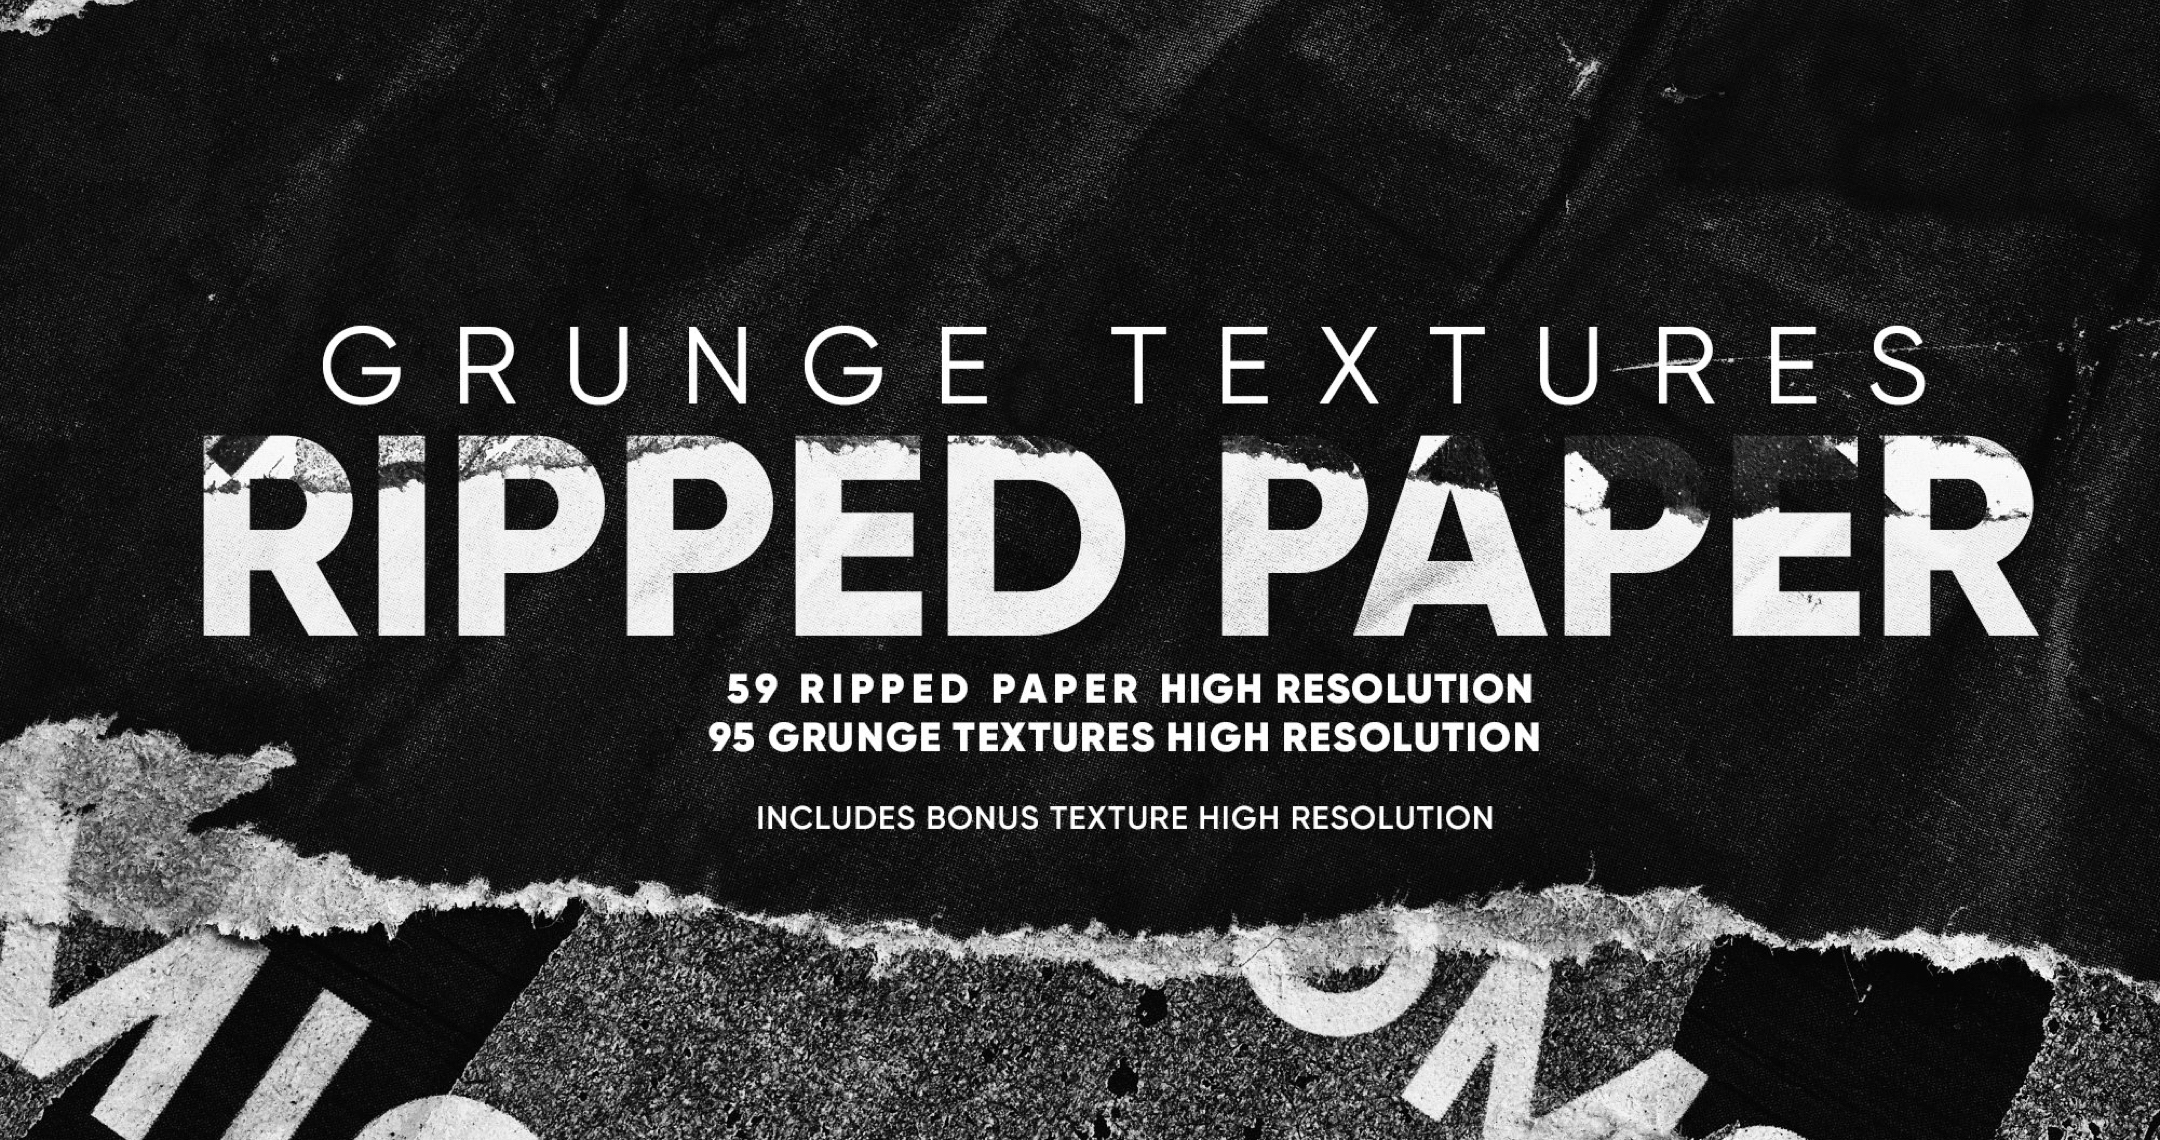 GRUNGE TEXTURES
RIPPED PAPER
59 RIPPED PAPER HIGH RESOLUTION
95 GRUNGE TEXTURES HIGH RESOLUTION
INCLUDES BONUS TEXTURE HIGH RESOLUTION